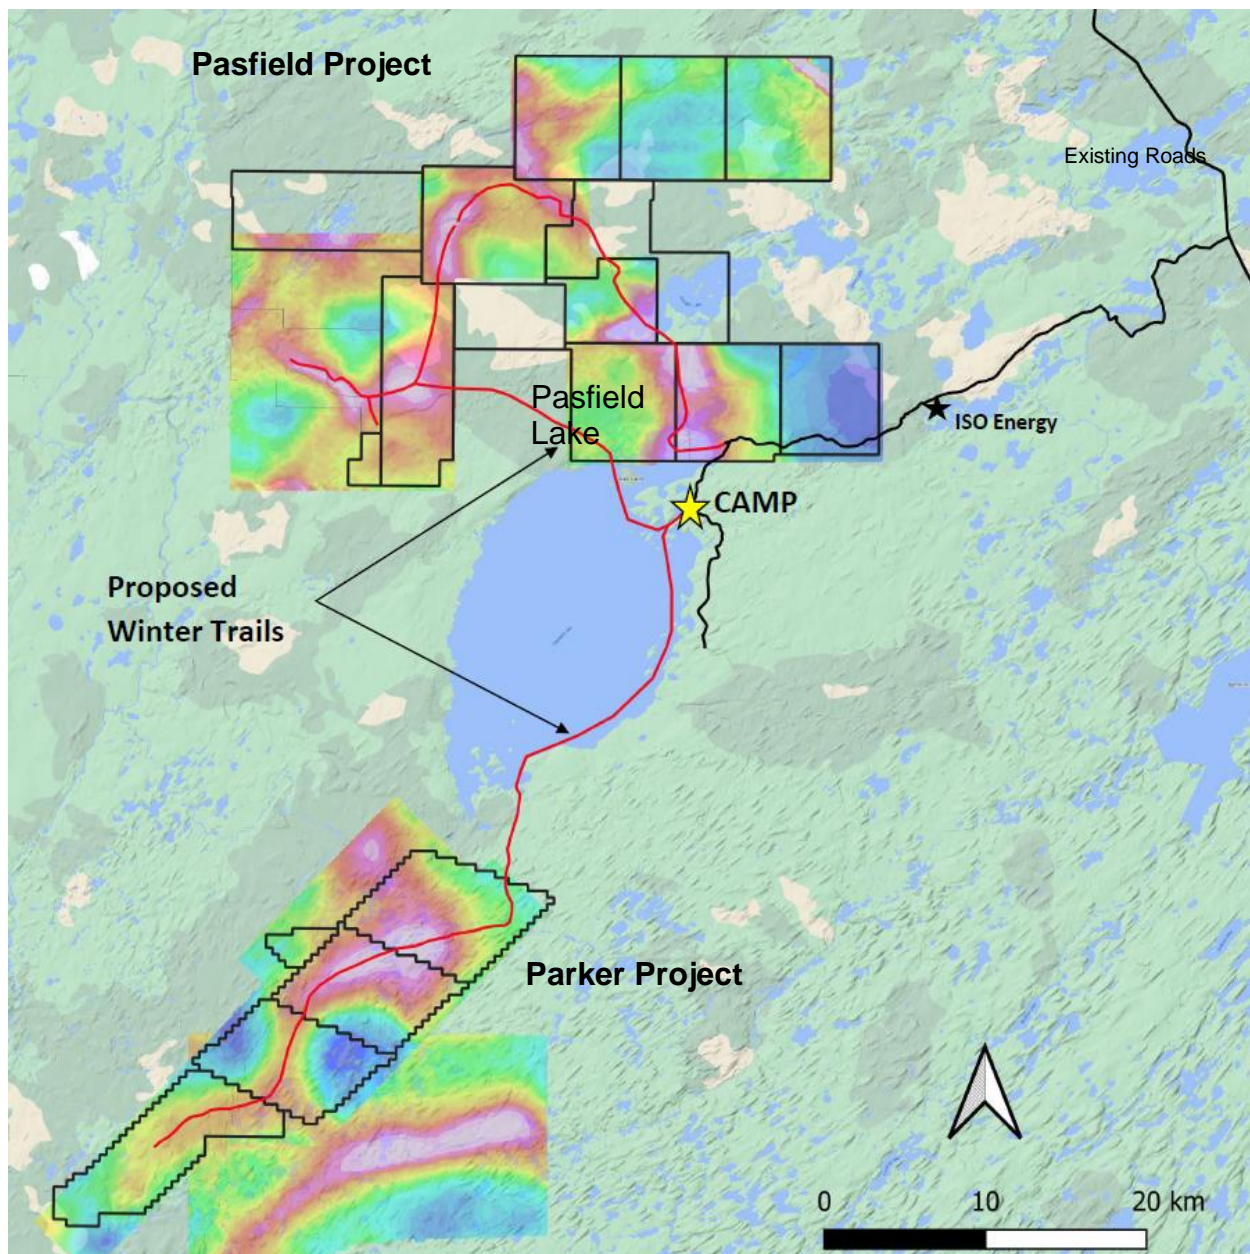 Pasfield Project
Existing Roads
Pasfield
Lake
ISO Energy
CAMP
Proposed
Winter Trails
Parker Project
0 10 20 km